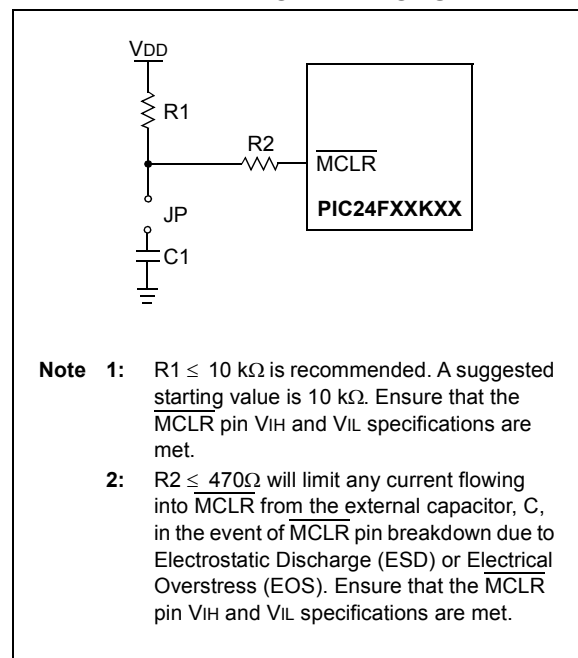 VDD
R1
R2
MCLR
JP
PIC24FXXKXX
C1
Note 1: R1 ≤ 10 kΩ is recommended. A suggested
starting value is 10 kΩ. Ensure that the
MCLR pin VIH and VIL specifications are
met.
2: R2 ≤ 470Ω will limit any current flowing
into MCLR from the external capacitor, C,
in the event of MCLR pin breakdown due to
Electrostatic Discharge (ESD) or Electrical
Overstress (EOS). Ensure that the MCLR
pin VIH and VIL specifications are met.